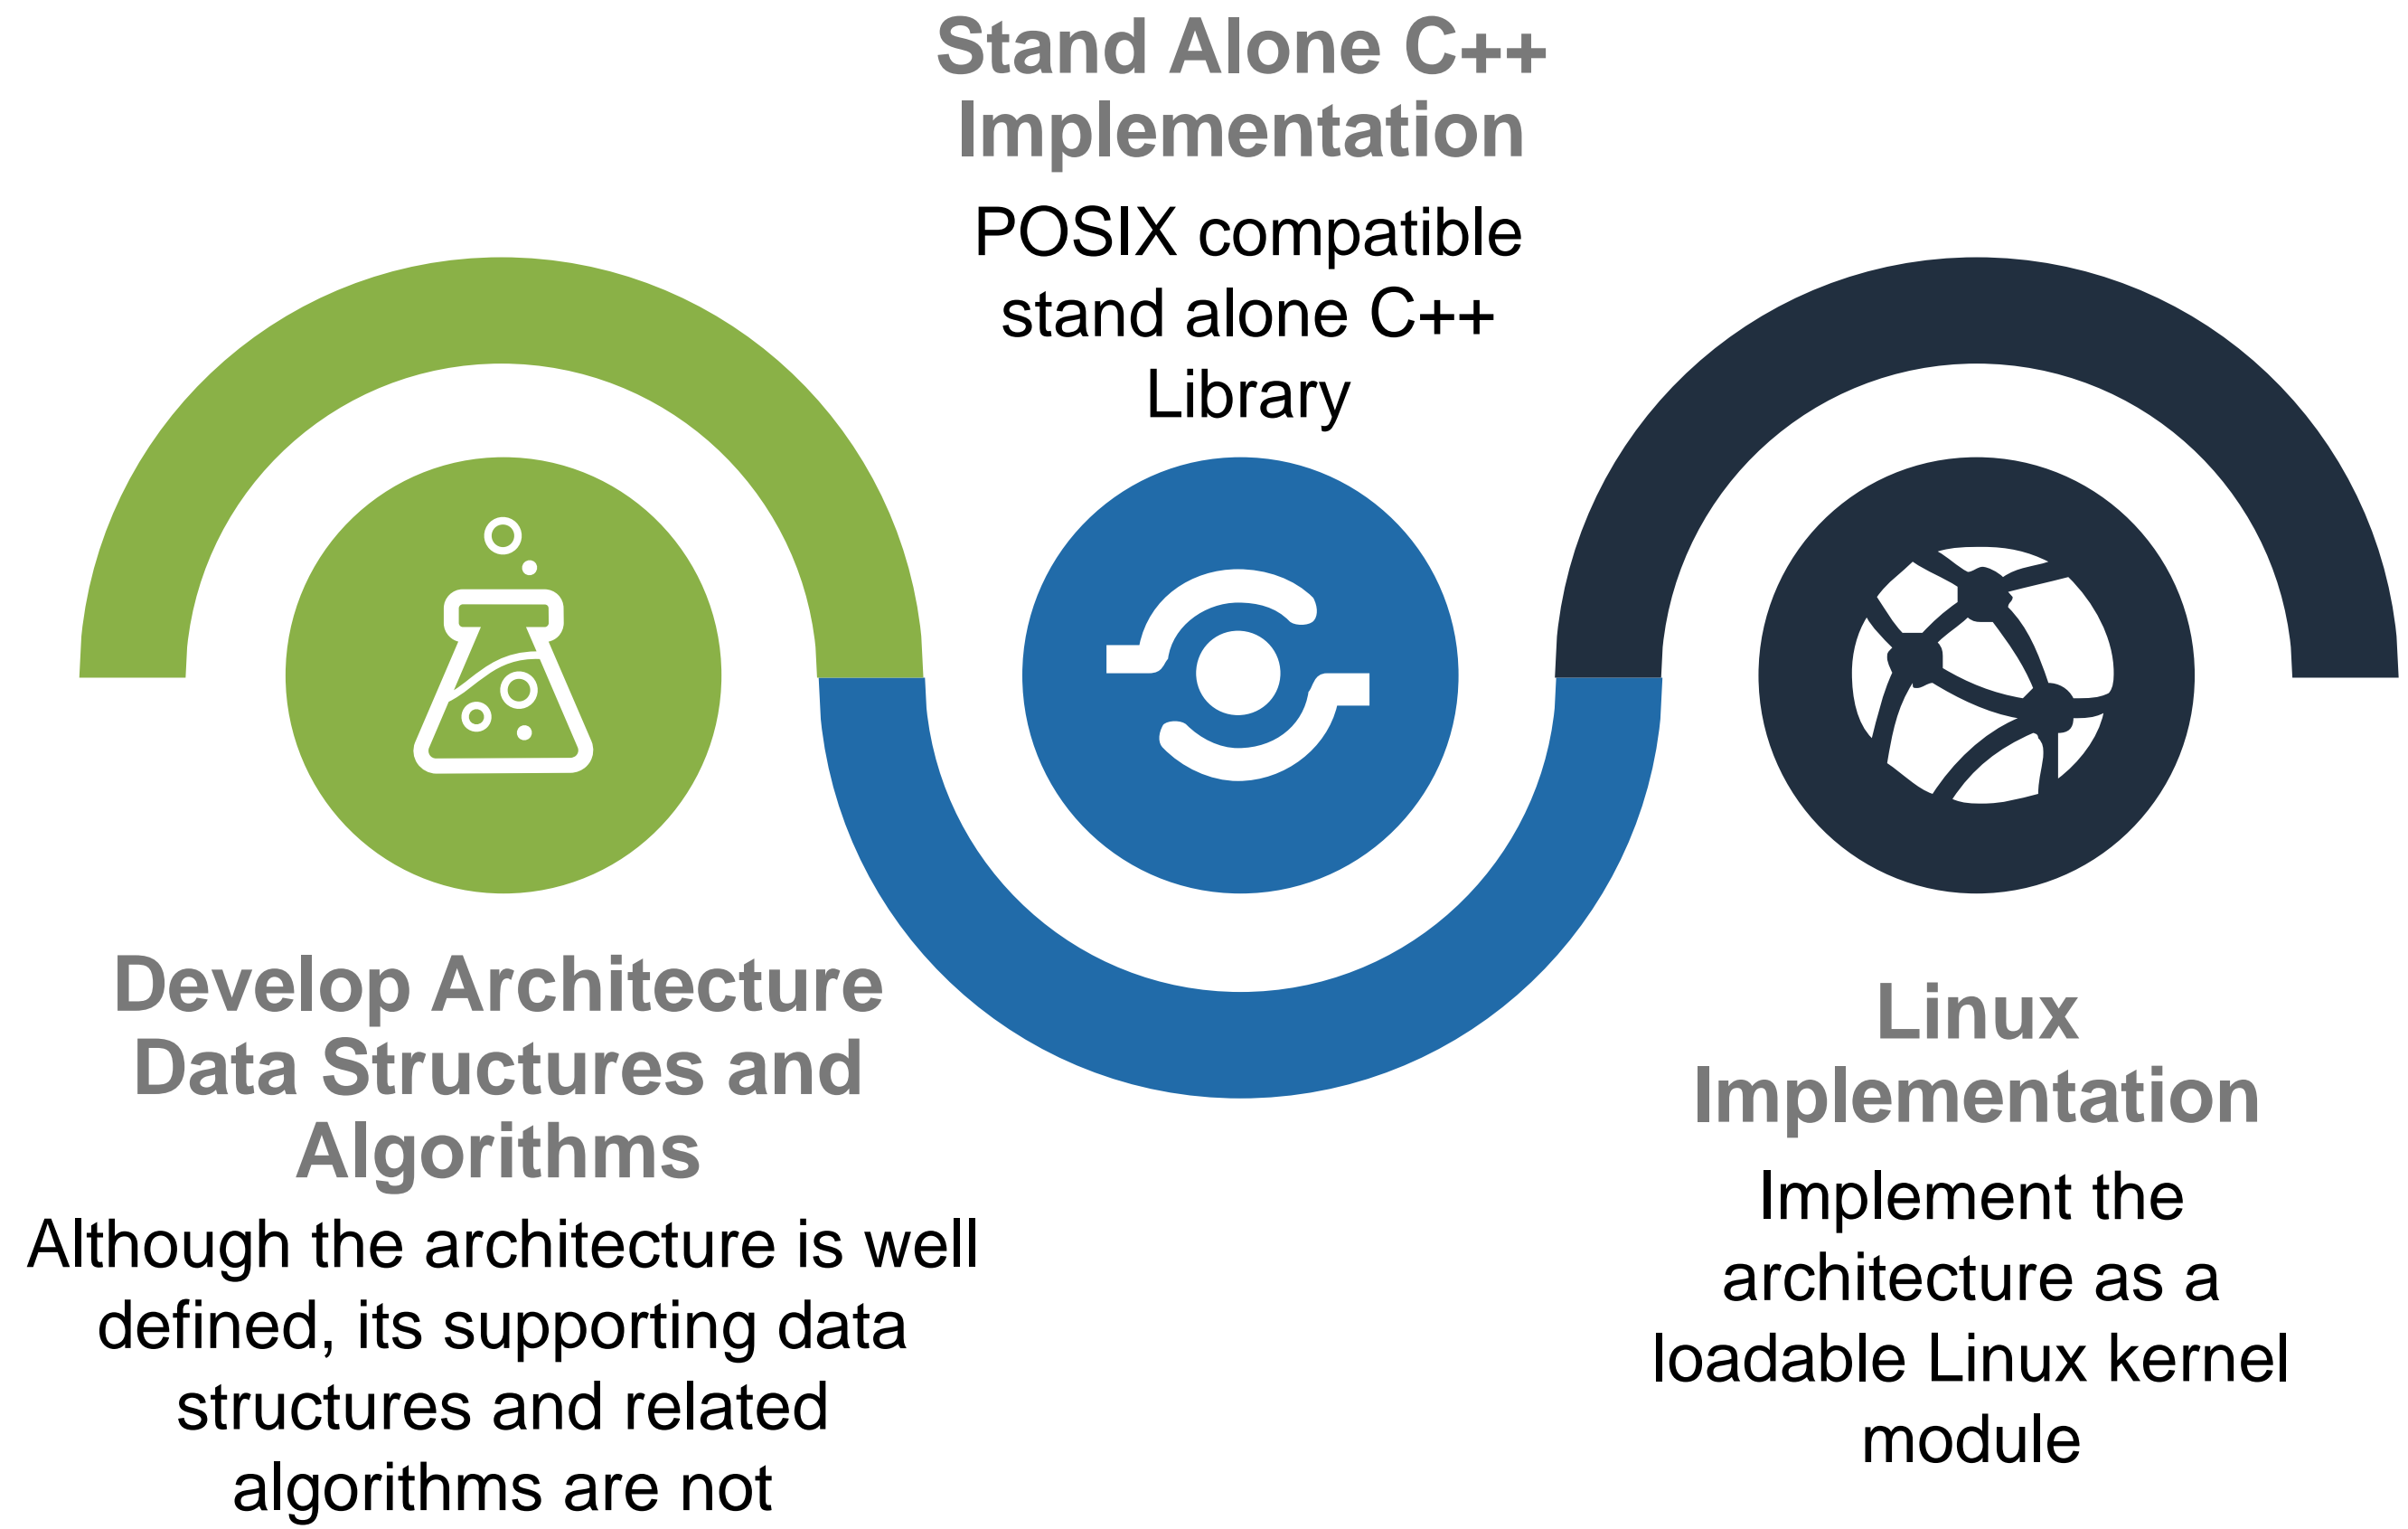 Stand Alone C++
Implementation
POSIX compatible
stand alone C++
Library
Develop Architecture
Data Structures and
Algorithms
Although the architecture is well
defined, its supporting data
structures and related
algorithms are not
Linux
Implementation
Implement the
architecture as a
loadable Linux kernel
module